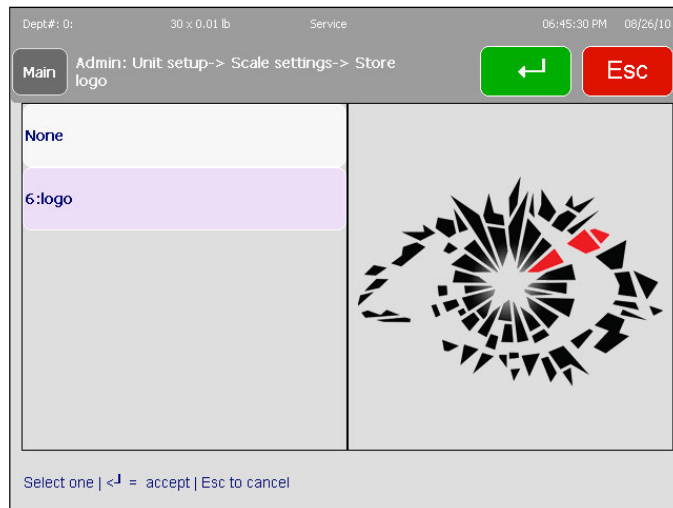 Dept#: 0: 30 x 0.01 lb Service 06:45:30 PM 08/26/10
Main Admin: Unit setup-> Scale settings-> Store
logo
Esc
None
6:logo
Select one | <┘ = accept | Esc to cancel